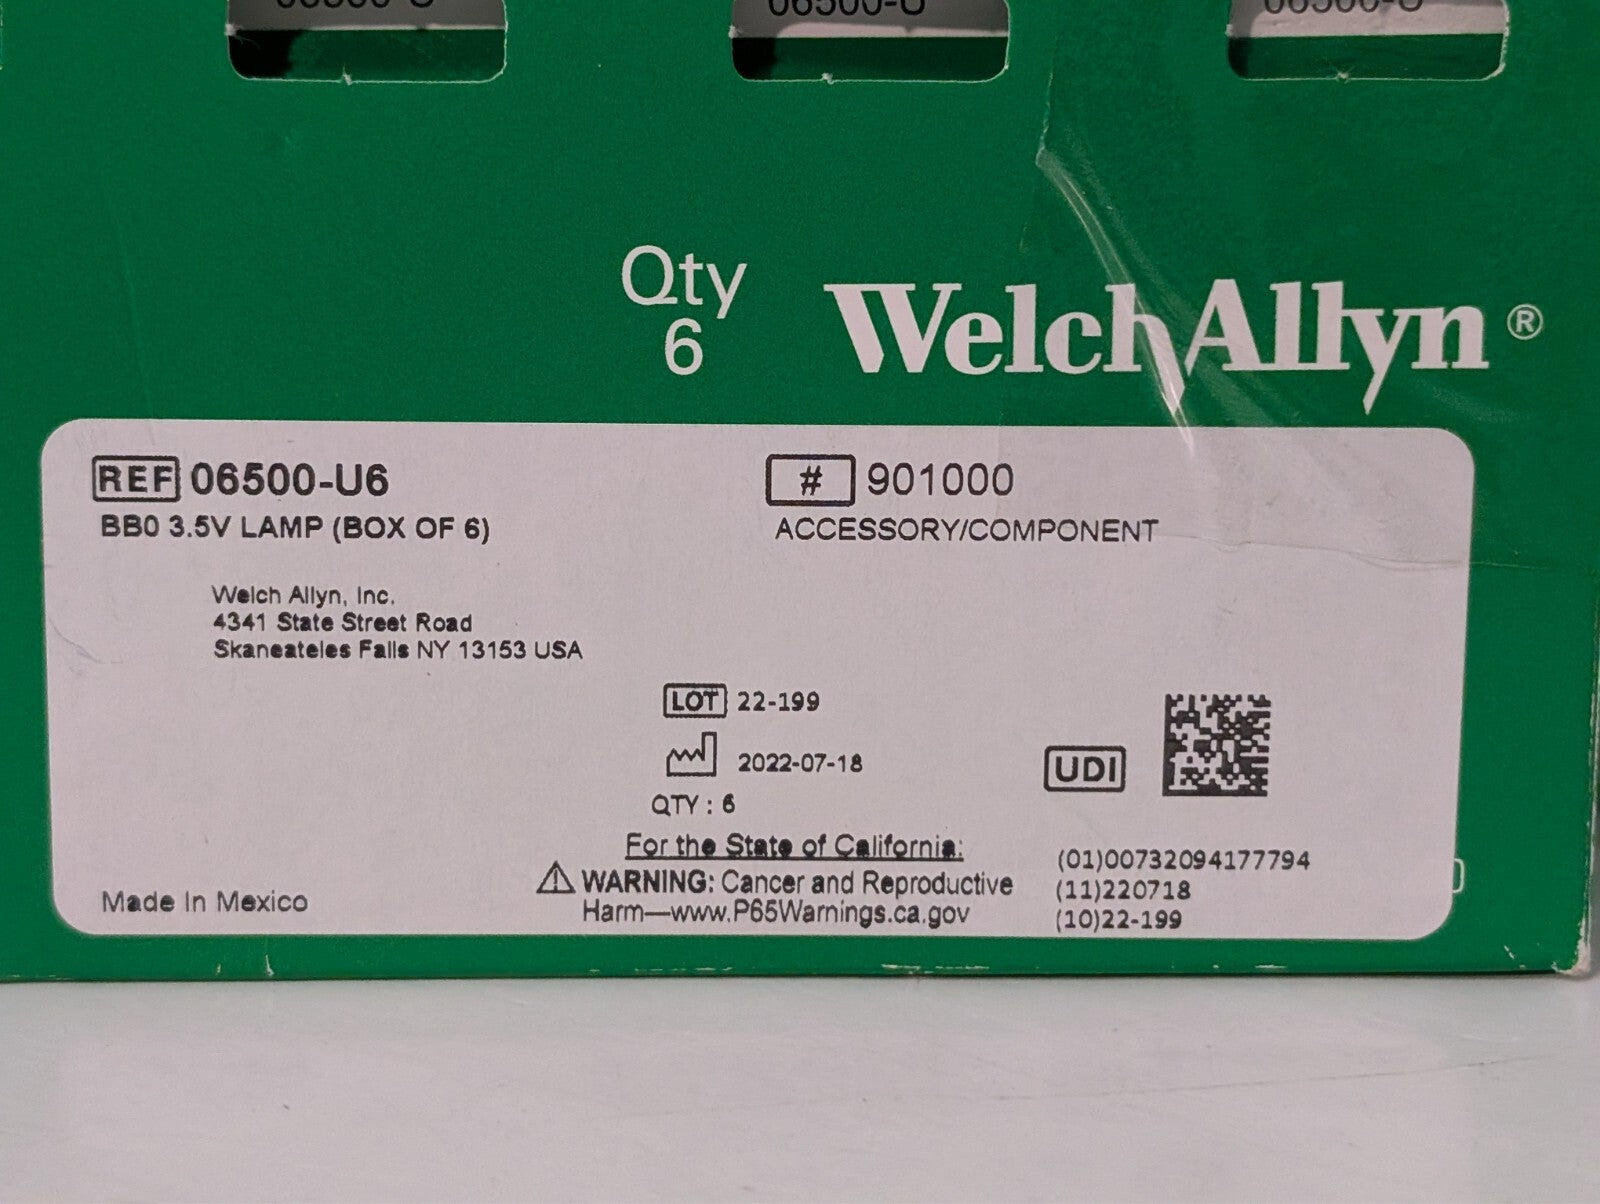 06500-U
06500-U
06500-U
Qty
6
WelchAllyn®
REF 06500-U6
BB0 3.5V LAMP (BOX OF 6)
# 901000
ACCESSORY/COMPONENT
Welch Allyn, Inc.
4341 State Street Road
Skaneateles Falls NY 13153 USA
LOT 22-199
2022-07-18
QTY : 6
UDI
For the State of California:
WARNING: Cancer and Reproductive
Harm—www.P65Warnings.ca.gov
(01)00732094177794
(11)220718
(10)22-199
Made In Mexico